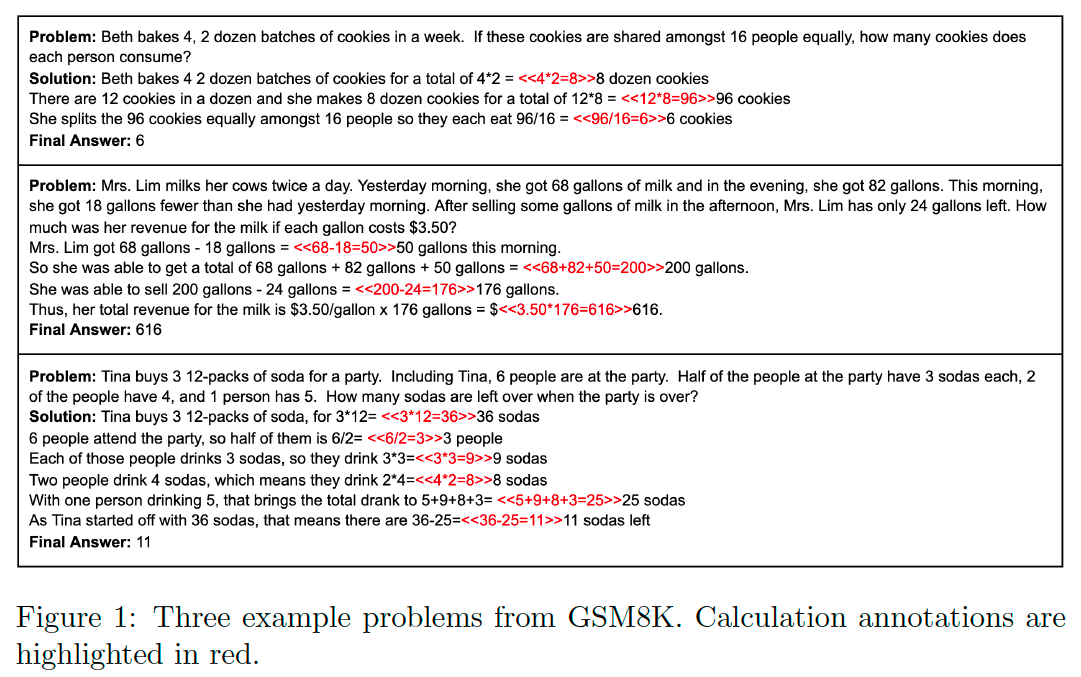 Problem: Beth bakes 4, 2 dozen batches of cookies in a week. If these cookies are shared amongst 16 people equally, how many cookies does
each person consume?
Solution: Beth bakes 4 2 dozen batches of cookies for a total of 4*2 = <<4*2=8>>8 dozen cookies
There are 12 cookies in a dozen and she makes 8 dozen cookies for a total of 12*8 = <<12*8=96>>96 cookies
She splits the 96 cookies equally amongst 16 people so they each eat 96/16 = <<96/16=6>>6 cookies
Final Answer: 6
Problem: Mrs. Lim milks her cows twice a day. Yesterday morning, she got 68 gallons of milk and in the evening, she got 82 gallons. This morning,
she got 18 gallons fewer than she had yesterday morning. After selling some gallons of milk in the afternoon, Mrs. Lim has only 24 gallons left. How
much was her revenue for the milk if each gallon costs $3.50?
Mrs. Lim got 68 gallons - 18 gallons = <<68-18=50>>50 gallons this morning.
So she was able to get a total of 68 gallons + 82 gallons + 50 gallons = <<68+82+50=200>>200 gallons.
She was able to sell 200 gallons - 24 gallons = <<200-24=176>>176 gallons.
Thus, her total revenue for the milk is $3.50/gallon x 176 gallons = $<<3.50*176=616>>616.
Final Answer: 616
Problem: Tina buys 3 12-packs of soda for a party. Including Tina, 6 people are at the party. Half of the people at the party have 3 sodas each, 2
of the people have 4, and 1 person has 5. How many sodas are left over when the party is over?
Solution: Tina buys 3 12-packs of soda, for 3*12= <<3*12=36>>36 sodas
6 people attend the party, so half of them is 6/2= <<6/2=3>>3 people
Each of those people drinks 3 sodas, so they drink 3*3=<<3*3=9>>9 sodas
Two people drink 4 sodas, which means they drink 2*4=<<4*2=8>>8 sodas
With one person drinking 5, that brings the total drank to 5+9+8+3= <<5+9+8+3=25>>25 sodas
As Tina started off with 36 sodas, that means there are 36-25=<<36-25=11>>11 sodas left
Final Answer: 11
Figure 1: Three example problems from GSM8K. Calculation annotations are
highlighted in red.